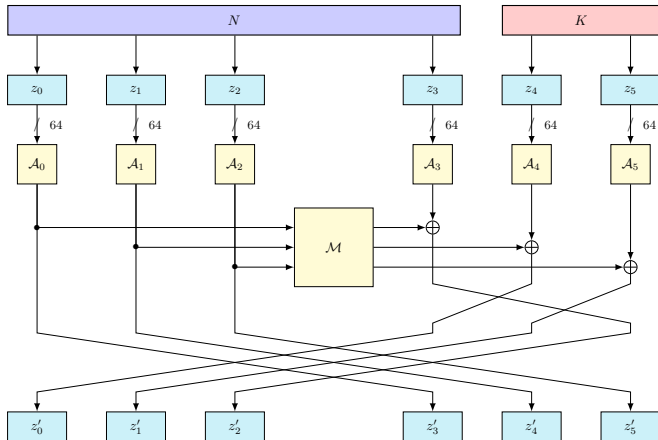 N K
z₀ z₁ z₂ z₃ z₄ z₅
64 64 64 64 64 64
𝒜₀ 𝒜₁ 𝒜₂ 𝒜₃ 𝒜₄ 𝒜₅
ℳ
z′₀ z′₁ z′₂ z′₃ z′₄ z′₅